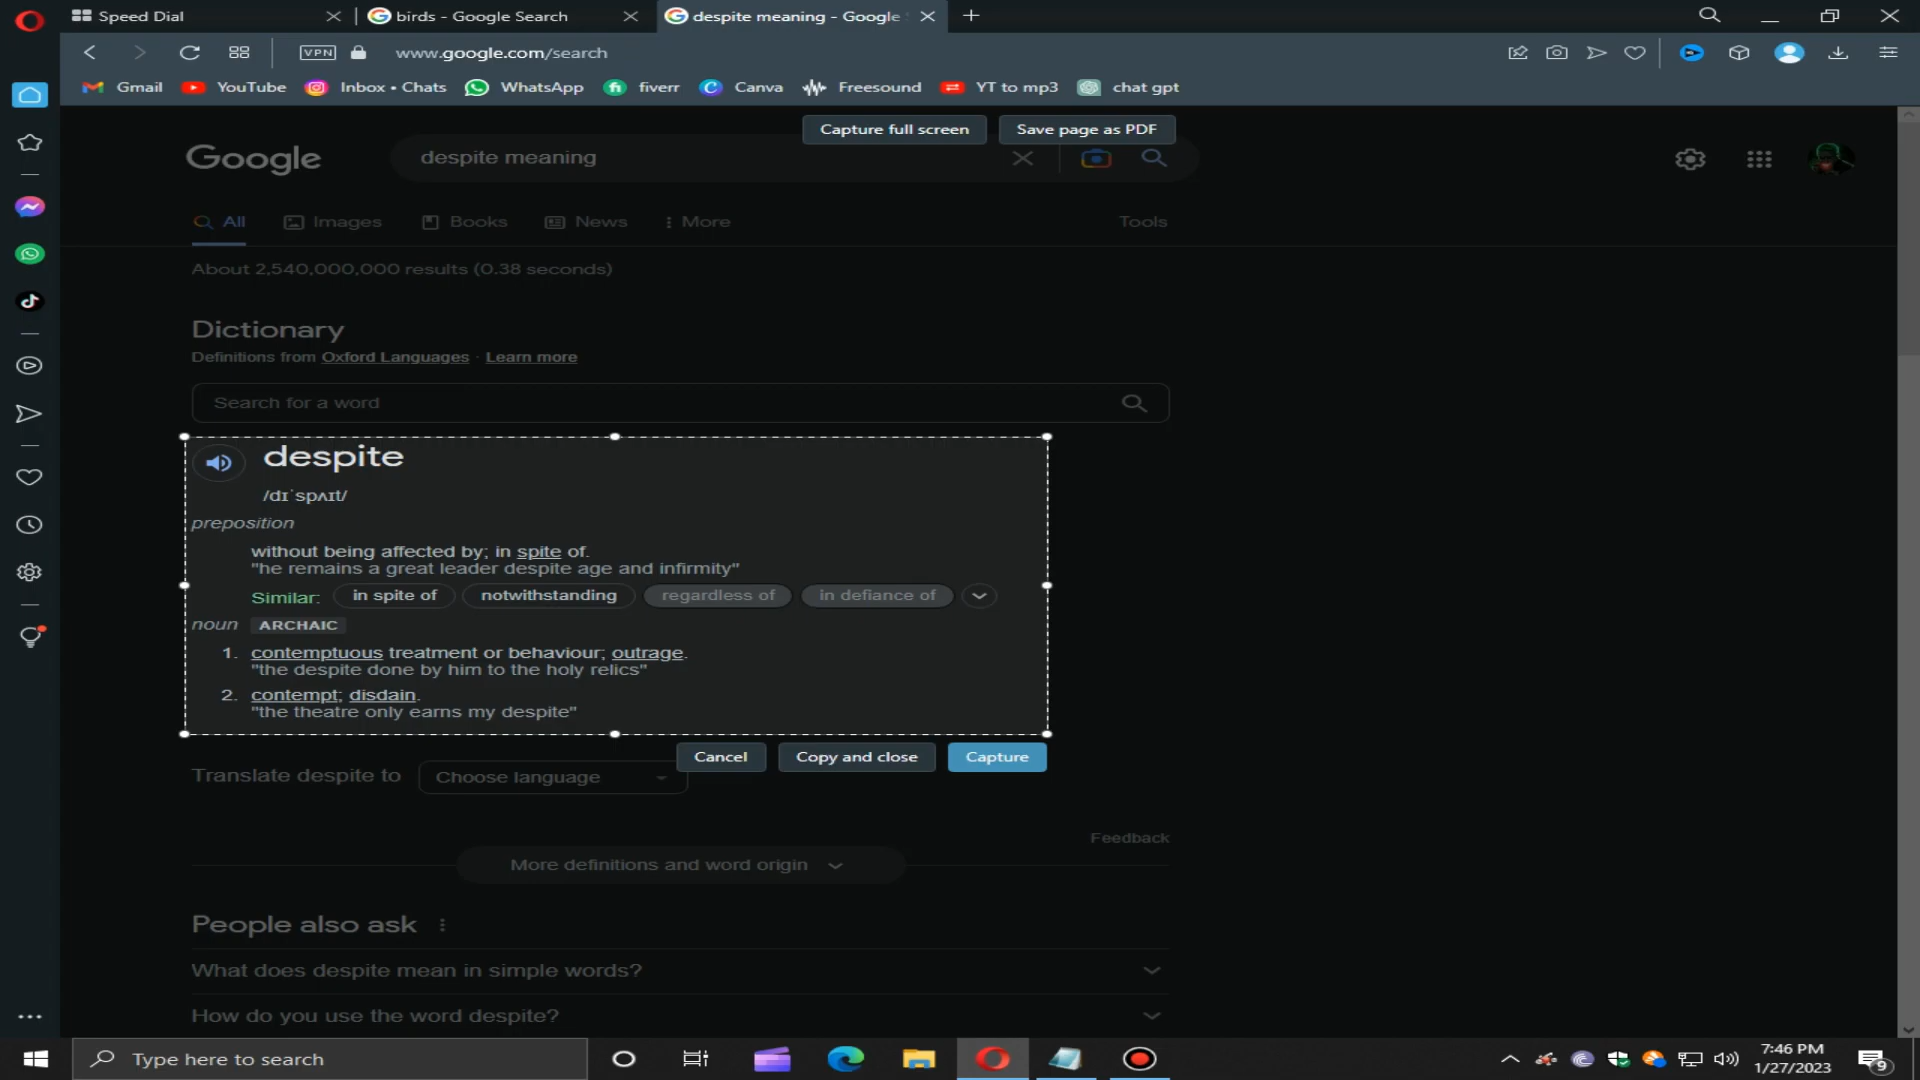 Speed Dial
birds - Google Search
despite meaning - Google
VPN
www.google.com/search
Gmail
YouTube
Inbox • Chats
WhatsApp
fiverr
Canva
Freesound
YT to mp3
chat gpt
Capture full screen
Save page as PDF
Google
despite meaning
All
Images
Books
News
More
Tools
About 2,540,000,000 results (0.38 seconds)
Dictionary
Definitions from Oxford Languages · Learn more
Search for a word
despite
/dɪˈspʌɪt/
preposition
without being affected by; in spite of.
"he remains a great leader despite age and infirmity"
Similar: in spite of notwithstanding regardless of in defiance of
noun ARCHAIC
1. contemptuous treatment or behaviour; outrage.
"the despite done by him to the holy relics"
2. contempt; disdain.
"the theatre only earns my despite"
Cancel
Copy and close
Capture
Translate despite to
Choose language
Feedback
More definitions and word origin
People also ask
What does despite mean in simple words?
How do you use the word despite?
Type here to search
7:46 PM
1/27/2023
9